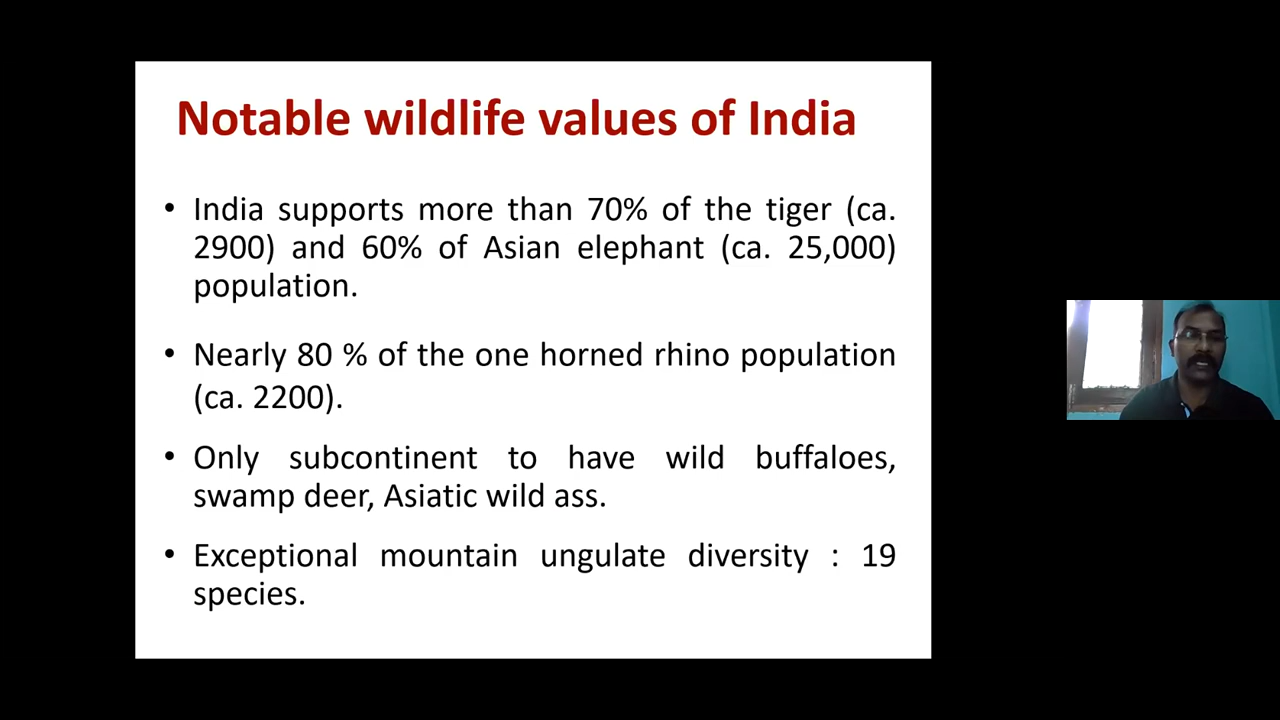 Notable wildlife values of India
• India supports more than 70% of the tiger (ca.
2900) and 60% of Asian elephant (ca. 25,000)
population.
• Nearly 80 % of the one horned rhino population
(ca. 2200).
• Only subcontinent to have wild buffaloes,
swamp deer, Asiatic wild ass.
• Exceptional mountain ungulate diversity : 19
species.